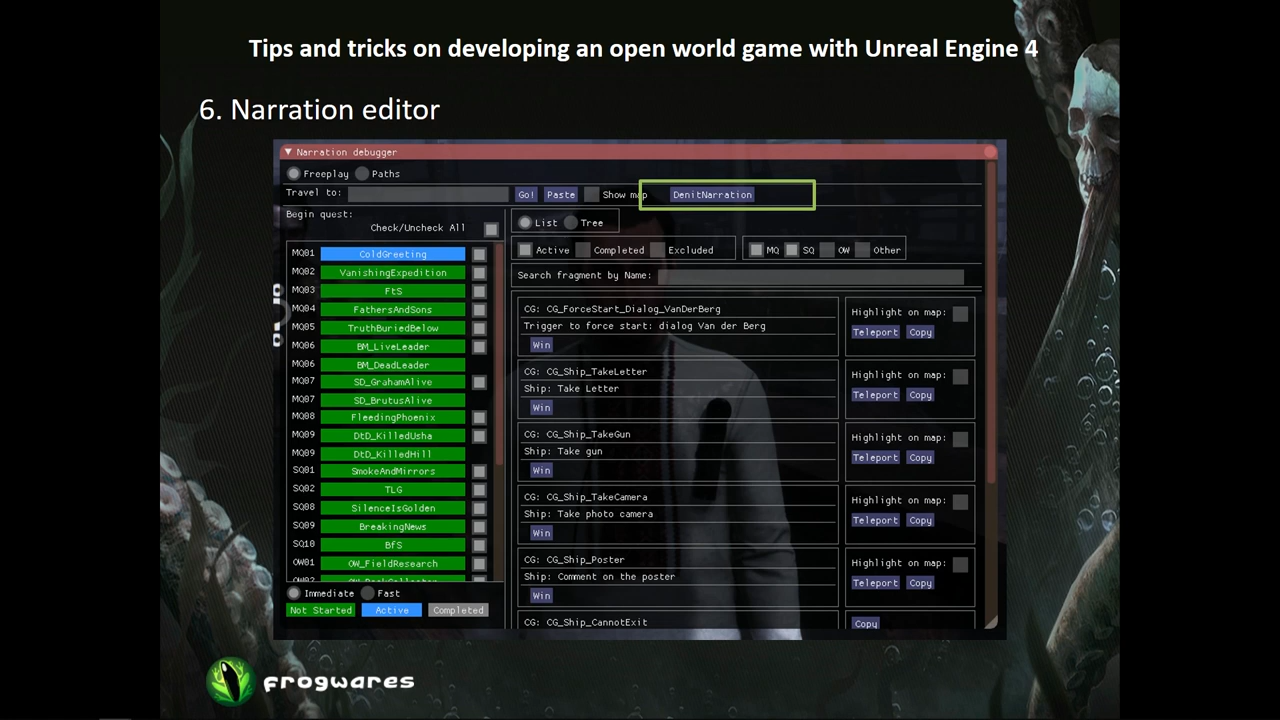 Tips and tricks on developing an open world game with Unreal Engine 4
6. Narration editor
Narration debugger
Freeplay Paths
Travel to: Go! Paste Show map DenitNarration
Begin quest:
Check/Uncheck All
MQ01 ColdGreeting
MQ02 VanishingExpedition
MQ03 FtS
MQ04 FathersAndSons
MQ05 TruthBuriedBelow
MQ06 BM_LiveLeader
MQ06 BM_DeadLeader
MQ07 SD_GrahamAlive
MQ07 SD_BrutusAlive
MQ08 FleedingPhoenix
MQ09 DtD_KilledUsha
MQ09 DtD_KilledHill
SQ01 SmokeAndMirrors
SQ02 TLG
SQ08 SilenceIsGolden
SQ09 BreakingNews
SQ10 BfS
OW01 OW_FieldResearch
Immediate Fast
Not Started Active Completed
List Tree
Active Completed Excluded MQ SQ OW Other
Search fragment by Name:
CG: CG_ForceStart_Dialog_VanDerBerg
Trigger to force start: dialog Van der Berg
Win
Highlight on map:
Teleport Copy
CG: CG_Ship_TakeLetter
Ship: Take Letter
Win
Highlight on map:
Teleport Copy
CG: CG_Ship_TakeGun
Ship: Take gun
Win
Highlight on map:
Teleport Copy
CG: CG_Ship_TakeCamera
Ship: Take photo camera
Win
Highlight on map:
Teleport Copy
CG: CG_Ship_Poster
Ship: Comment on the poster
Win
Highlight on map:
Teleport Copy
CG: CG_Ship_CannotExit
Copy
frogwares